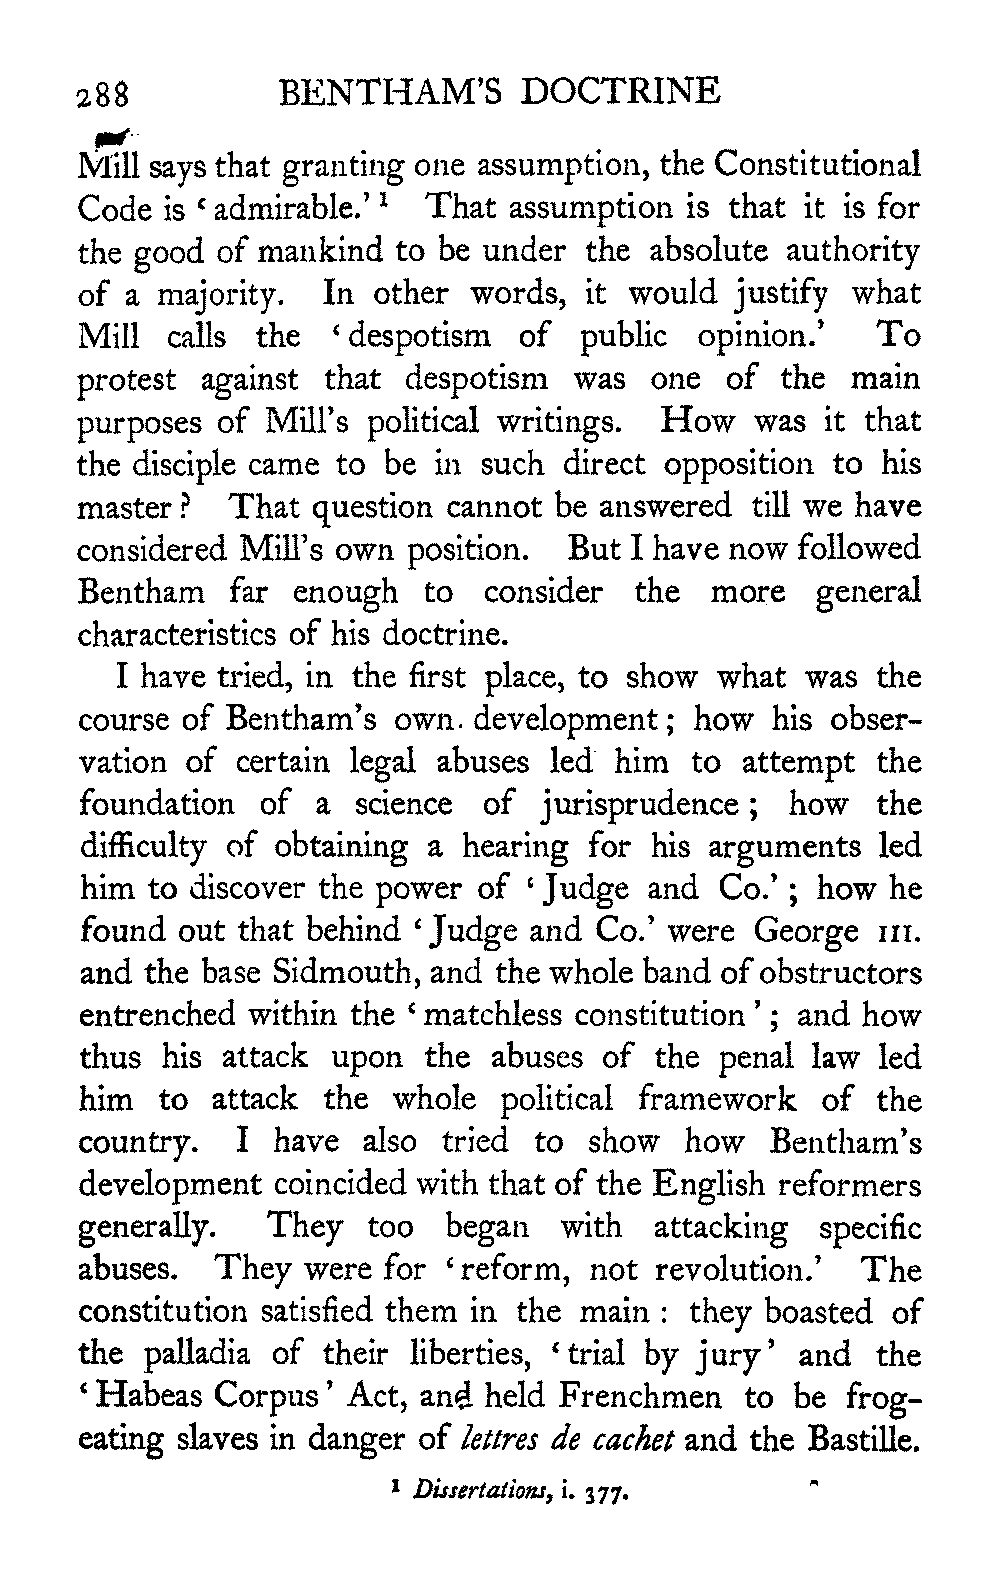 288 BENTHAM'S DOCTRINE
Mill says that granting one assumption, the Constitutional
Code is ‘admirable.’ ¹ That assumption is that it is for
the good of mankind to be under the absolute authority
of a majority. In other words, it would justify what
Mill calls the ‘despotism of public opinion.’ To
protest against that despotism was one of the main
purposes of Mill's political writings. How was it that
the disciple came to be in such direct opposition to his
master? That question cannot be answered till we have
considered Mill's own position. But I have now followed
Bentham far enough to consider the more general
characteristics of his doctrine.
I have tried, in the first place, to show what was the
course of Bentham's own development; how his obser-
vation of certain legal abuses led him to attempt the
foundation of a science of jurisprudence; how the
difficulty of obtaining a hearing for his arguments led
him to discover the power of ‘Judge and Co.’; how he
found out that behind ‘Judge and Co.’ were George III.
and the base Sidmouth, and the whole band of obstructors
entrenched within the ‘matchless constitution’; and how
thus his attack upon the abuses of the penal law led
him to attack the whole political framework of the
country. I have also tried to show how Bentham's
development coincided with that of the English reformers
generally. They too began with attacking specific
abuses. They were for ‘reform, not revolution.’ The
constitution satisfied them in the main: they boasted of
the palladia of their liberties, ‘trial by jury’ and the
‘Habeas Corpus’ Act, and held Frenchmen to be frog-
eating slaves in danger of lettres de cachet and the Bastille.
¹ Dissertations, i. 377.